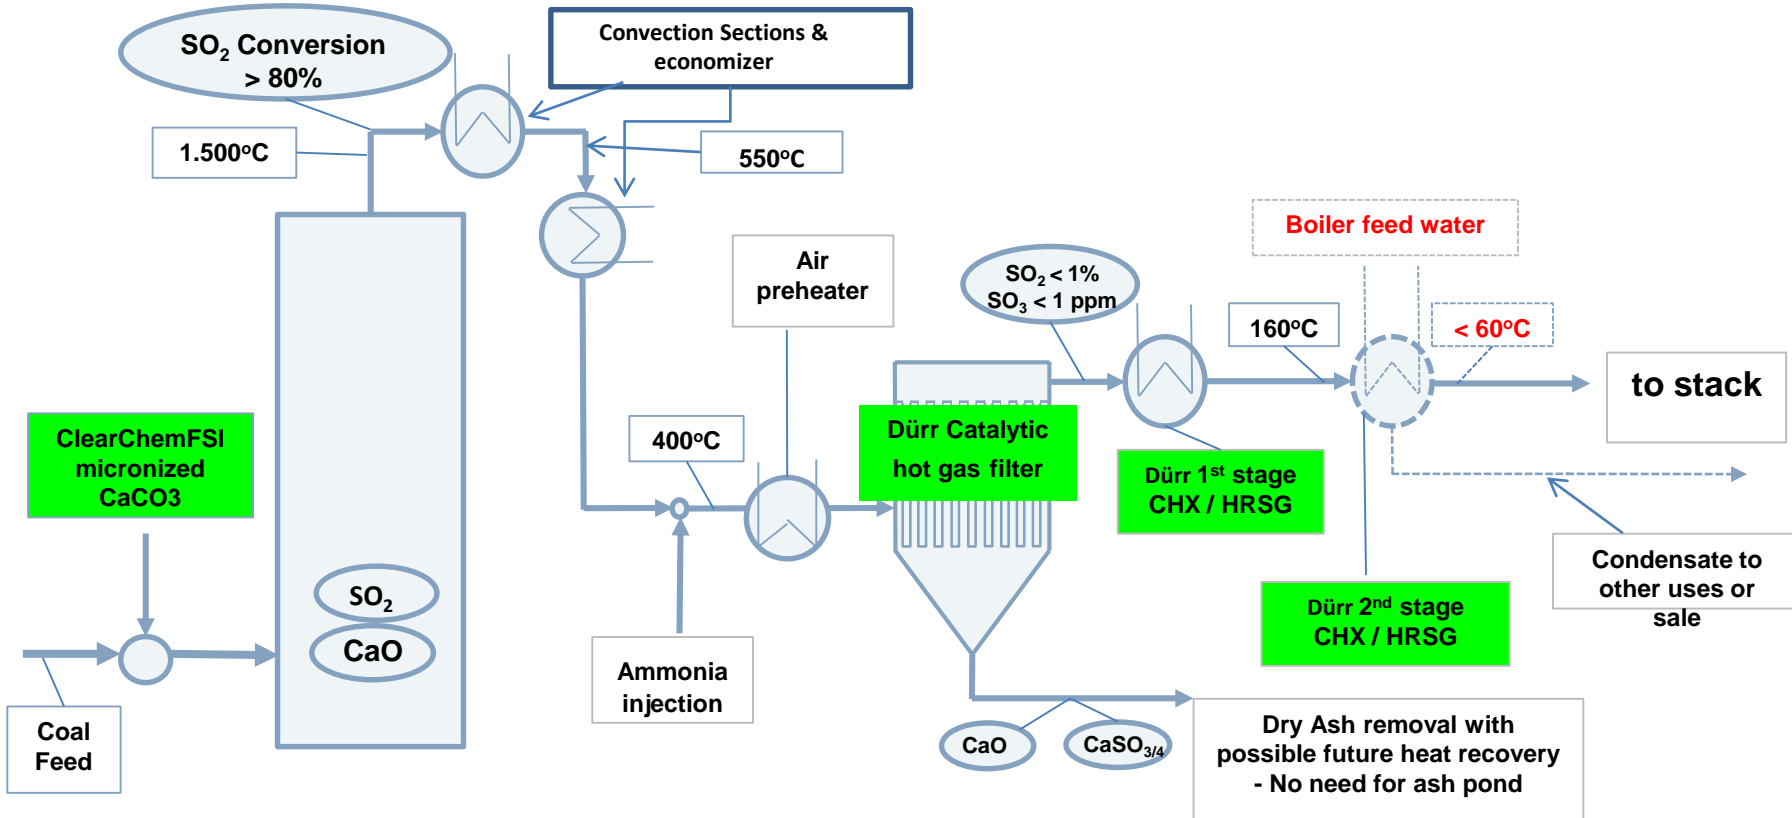 SO2 Conversion
> 80%
Convection Sections &
economizer
1.500oC
550oC
Boiler feed water
Air
preheater
SO2 < 1%
SO3 < 1 ppm
160oC
< 60oC
to stack
ClearChemFSI
micronized
CaCO3
400oC
Dürr Catalytic
hot gas filter
Dürr 1st stage
CHX / HRSG
Condensate to
other uses or
sale
SO2
CaO
Dürr 2nd stage
CHX / HRSG
Ammonia
injection
Coal
Feed
CaO
CaSO3/4
Dry Ash removal with
possible future heat recovery
- No need for ash pond